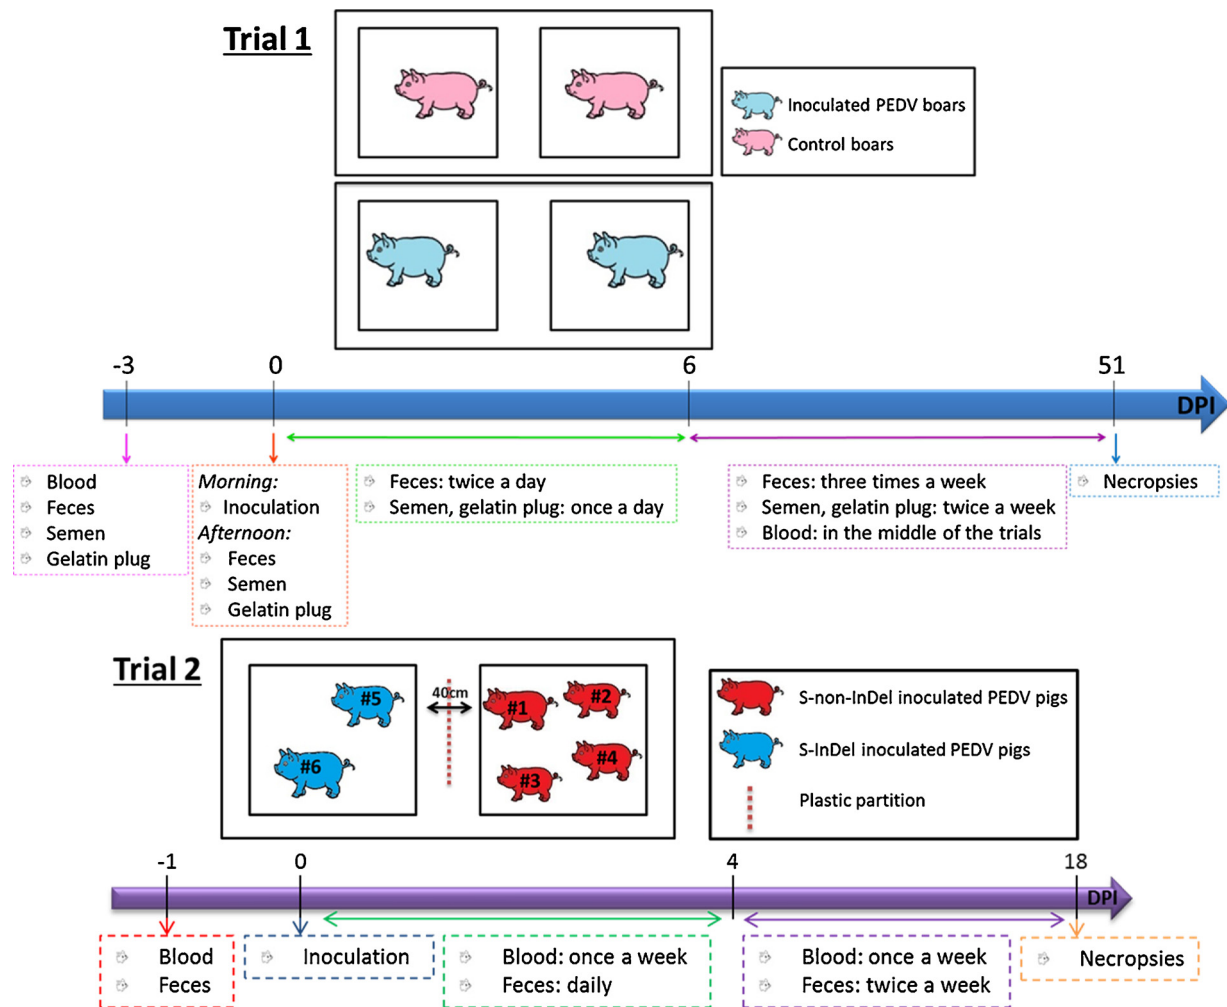 Trial 1
Inoculated PEDV boars
Control boars
-3
0
6
51
DPI
Blood
Feces
Semen
Gelatin plug
Morning:
Inoculation
Afternoon:
Feces
Semen
Gelatin plug
Feces: twice a day
Semen, gelatin plug: once a day
Feces: three times a week
Semen, gelatin plug: twice a week
Blood: in the middle of the trials
Necropsies
Trial 2
#5
#6
40cm
#1
#2
#3
#4
S-non-InDel inoculated PEDV pigs
S-InDel inoculated PEDV pigs
Plastic partition
-1
0
4
18
DPI
Blood
Feces
Inoculation
Blood: once a week
Feces: daily
Blood: once a week
Feces: twice a week
Necropsies